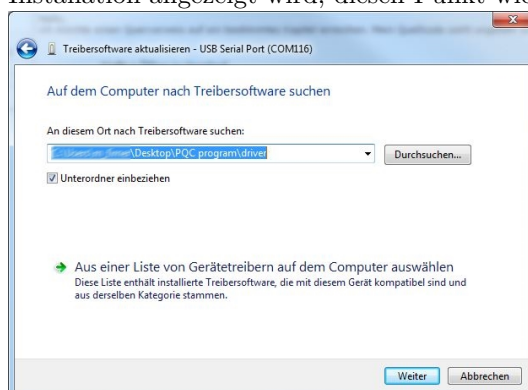 Installation angezeigt wird, diesen Punkt wie
Treibersoftware aktualisieren - USB Serial Port (COM116)
Auf dem Computer nach Treibersoftware suchen
An diesem Ort nach Treibersoftware suchen:
\Desktop\PQC program\driver
Durchsuchen...
Unterordner einbeziehen
Aus einer Liste von Gerätetreibern auf dem Computer auswählen
Diese Liste enthält installierte Treibersoftware, die mit diesem Gerät kompatibel sind und
aus derselben Kategorie stammen.
Weiter
Abbrechen